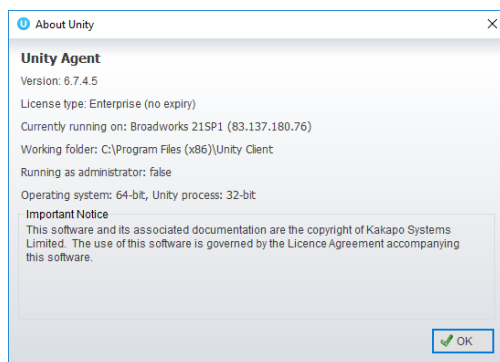 About Unity
Unity Agent
Version: 6.7.4.5
License type: Enterprise (no expiry)
Currently running on: Broadworks 21SP1 (83.137.180.76)
Working folder: C:\Program Files (x86)\Unity Client
Running as administrator: false
Operating system: 64-bit, Unity process: 32-bit
Important Notice
This software and its associated documentation are the copyright of Kakapo Systems
Limited. The use of this software is governed by the Licence Agreement accompanying
this software.
OK